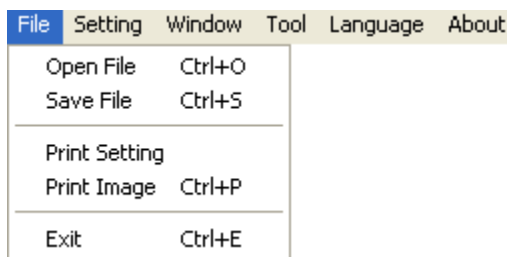 File Setting Window Tool Language About
Open File Ctrl+O
Save File Ctrl+S
Print Setting
Print Image Ctrl+P
Exit Ctrl+E